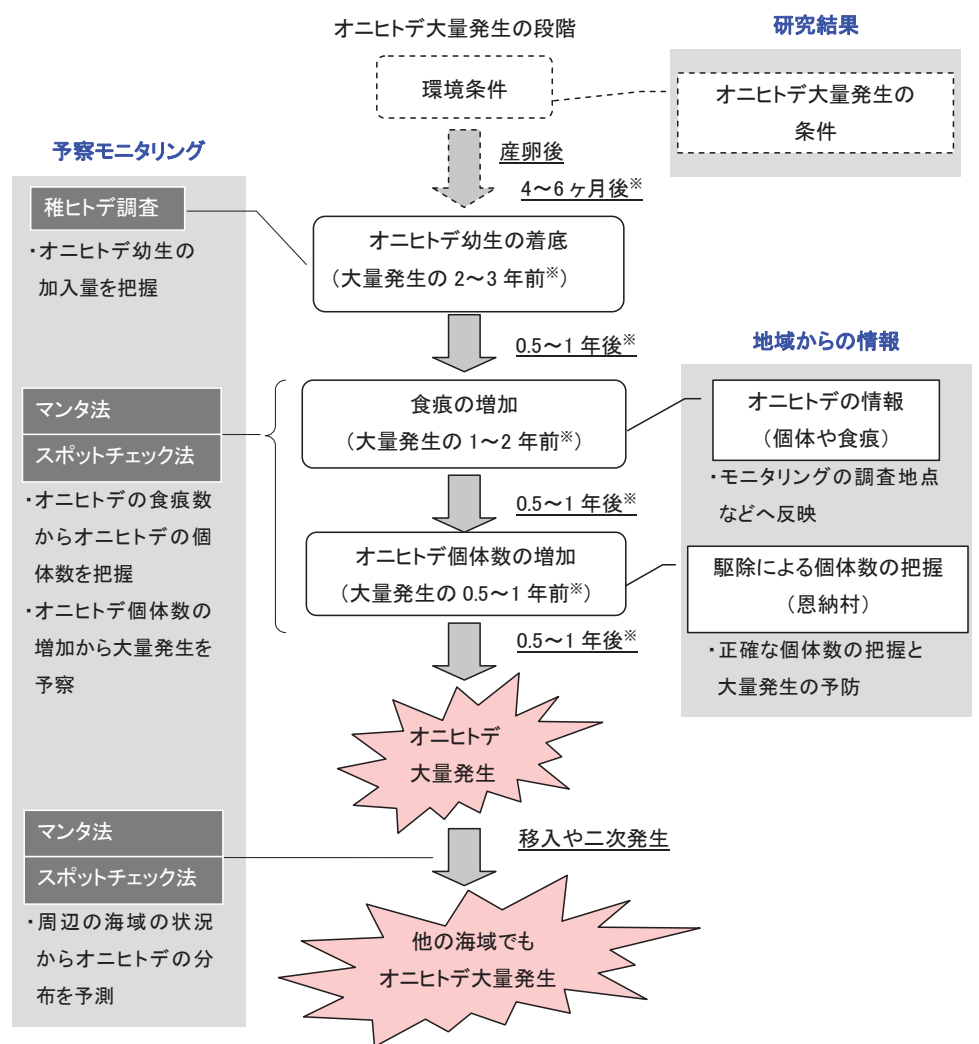 オニヒトデ大量発生の段階
環境条件
産卵後
4～6ヶ月後※
オニヒトデ幼生の着底
（大量発生の2～3年前※）
0.5～1年後※
食痕の増加
（大量発生の1～2年前※）
0.5～1年後※
オニヒトデ個体数の増加
（大量発生の0.5～1年前※）
0.5～1年後※
オニヒトデ
大量発生
移入や二次発生
他の海域でも
オニヒトデ大量発生
予察モニタリング
稚ヒトデ調査
・オニヒトデ幼生の
加入量を把握
マンタ法
スポットチェック法
・オニヒトデの食痕数
からオニヒトデの個
体数を把握
・オニヒトデ個体数の
増加から大量発生を
予察
マンタ法
スポットチェック法
・周辺の海域の状況
からオニヒトデの分
布を予測
研究結果
オニヒトデ大量発生の
条件
地域からの情報
オニヒトデの情報
（個体や食痕）
・モニタリングの調査地点
などへ反映
駆除による個体数の把握
（恩納村）
・正確な個体数の把握と
大量発生の予防